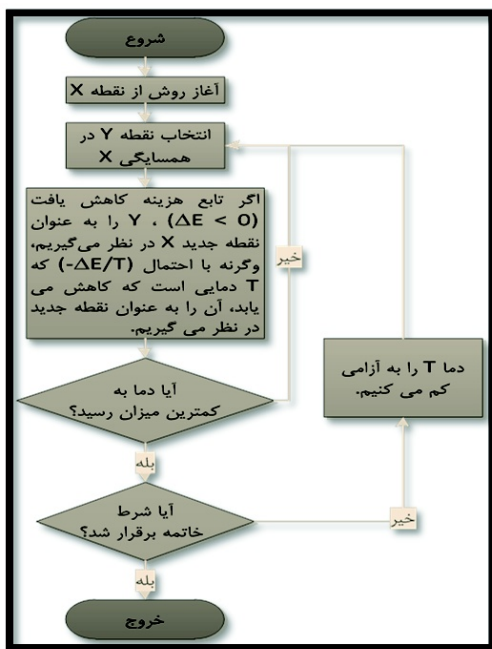 شروع
آغاز روش از نقطه X
انتخاب نقطه Y در
همسایگی X
اگر تابع هزینه کاهش یافت
(ΔE < 0) ، Y را به عنوان
نقطه جدید X در نظر می‌گیریم،
وگرنه با احتمال (-ΔE/T) که
T دمایی است که کاهش می
یابد، آن را به عنوان نقطه جدید
در نظر می گیریم.
خیر
آیا دما به
کمترین میزان رسید؟
دما T را به آزامی
کم می کنیم.
بله
آیا شرط
خاتمه برقرار شد؟
خیر
بله
خروج